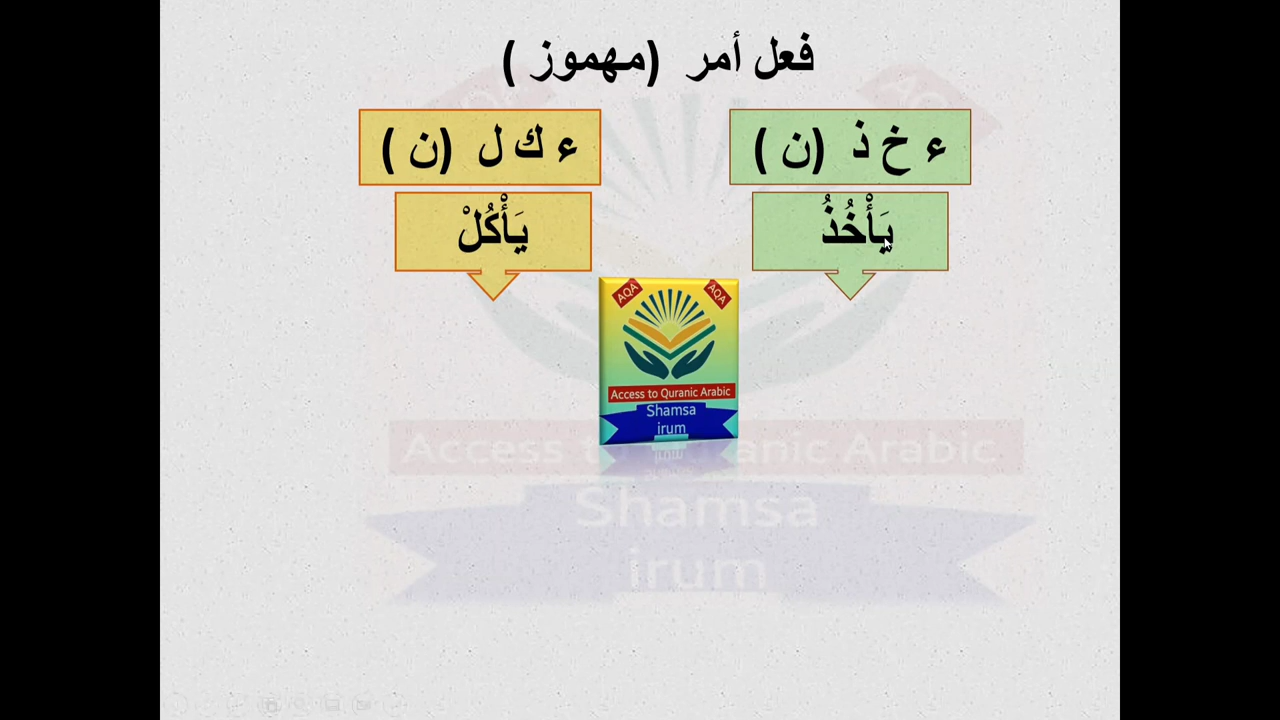 فعل أمر (مهموز )
ء خ ذ (ن )
ء ك ل (ن )
يَأْخُذُ
يَأْكُلْ
AQA
AQA
Access to Quranic Arabic
Shamsa
irum
Access to Quranic Arabic
Shamsa
irum